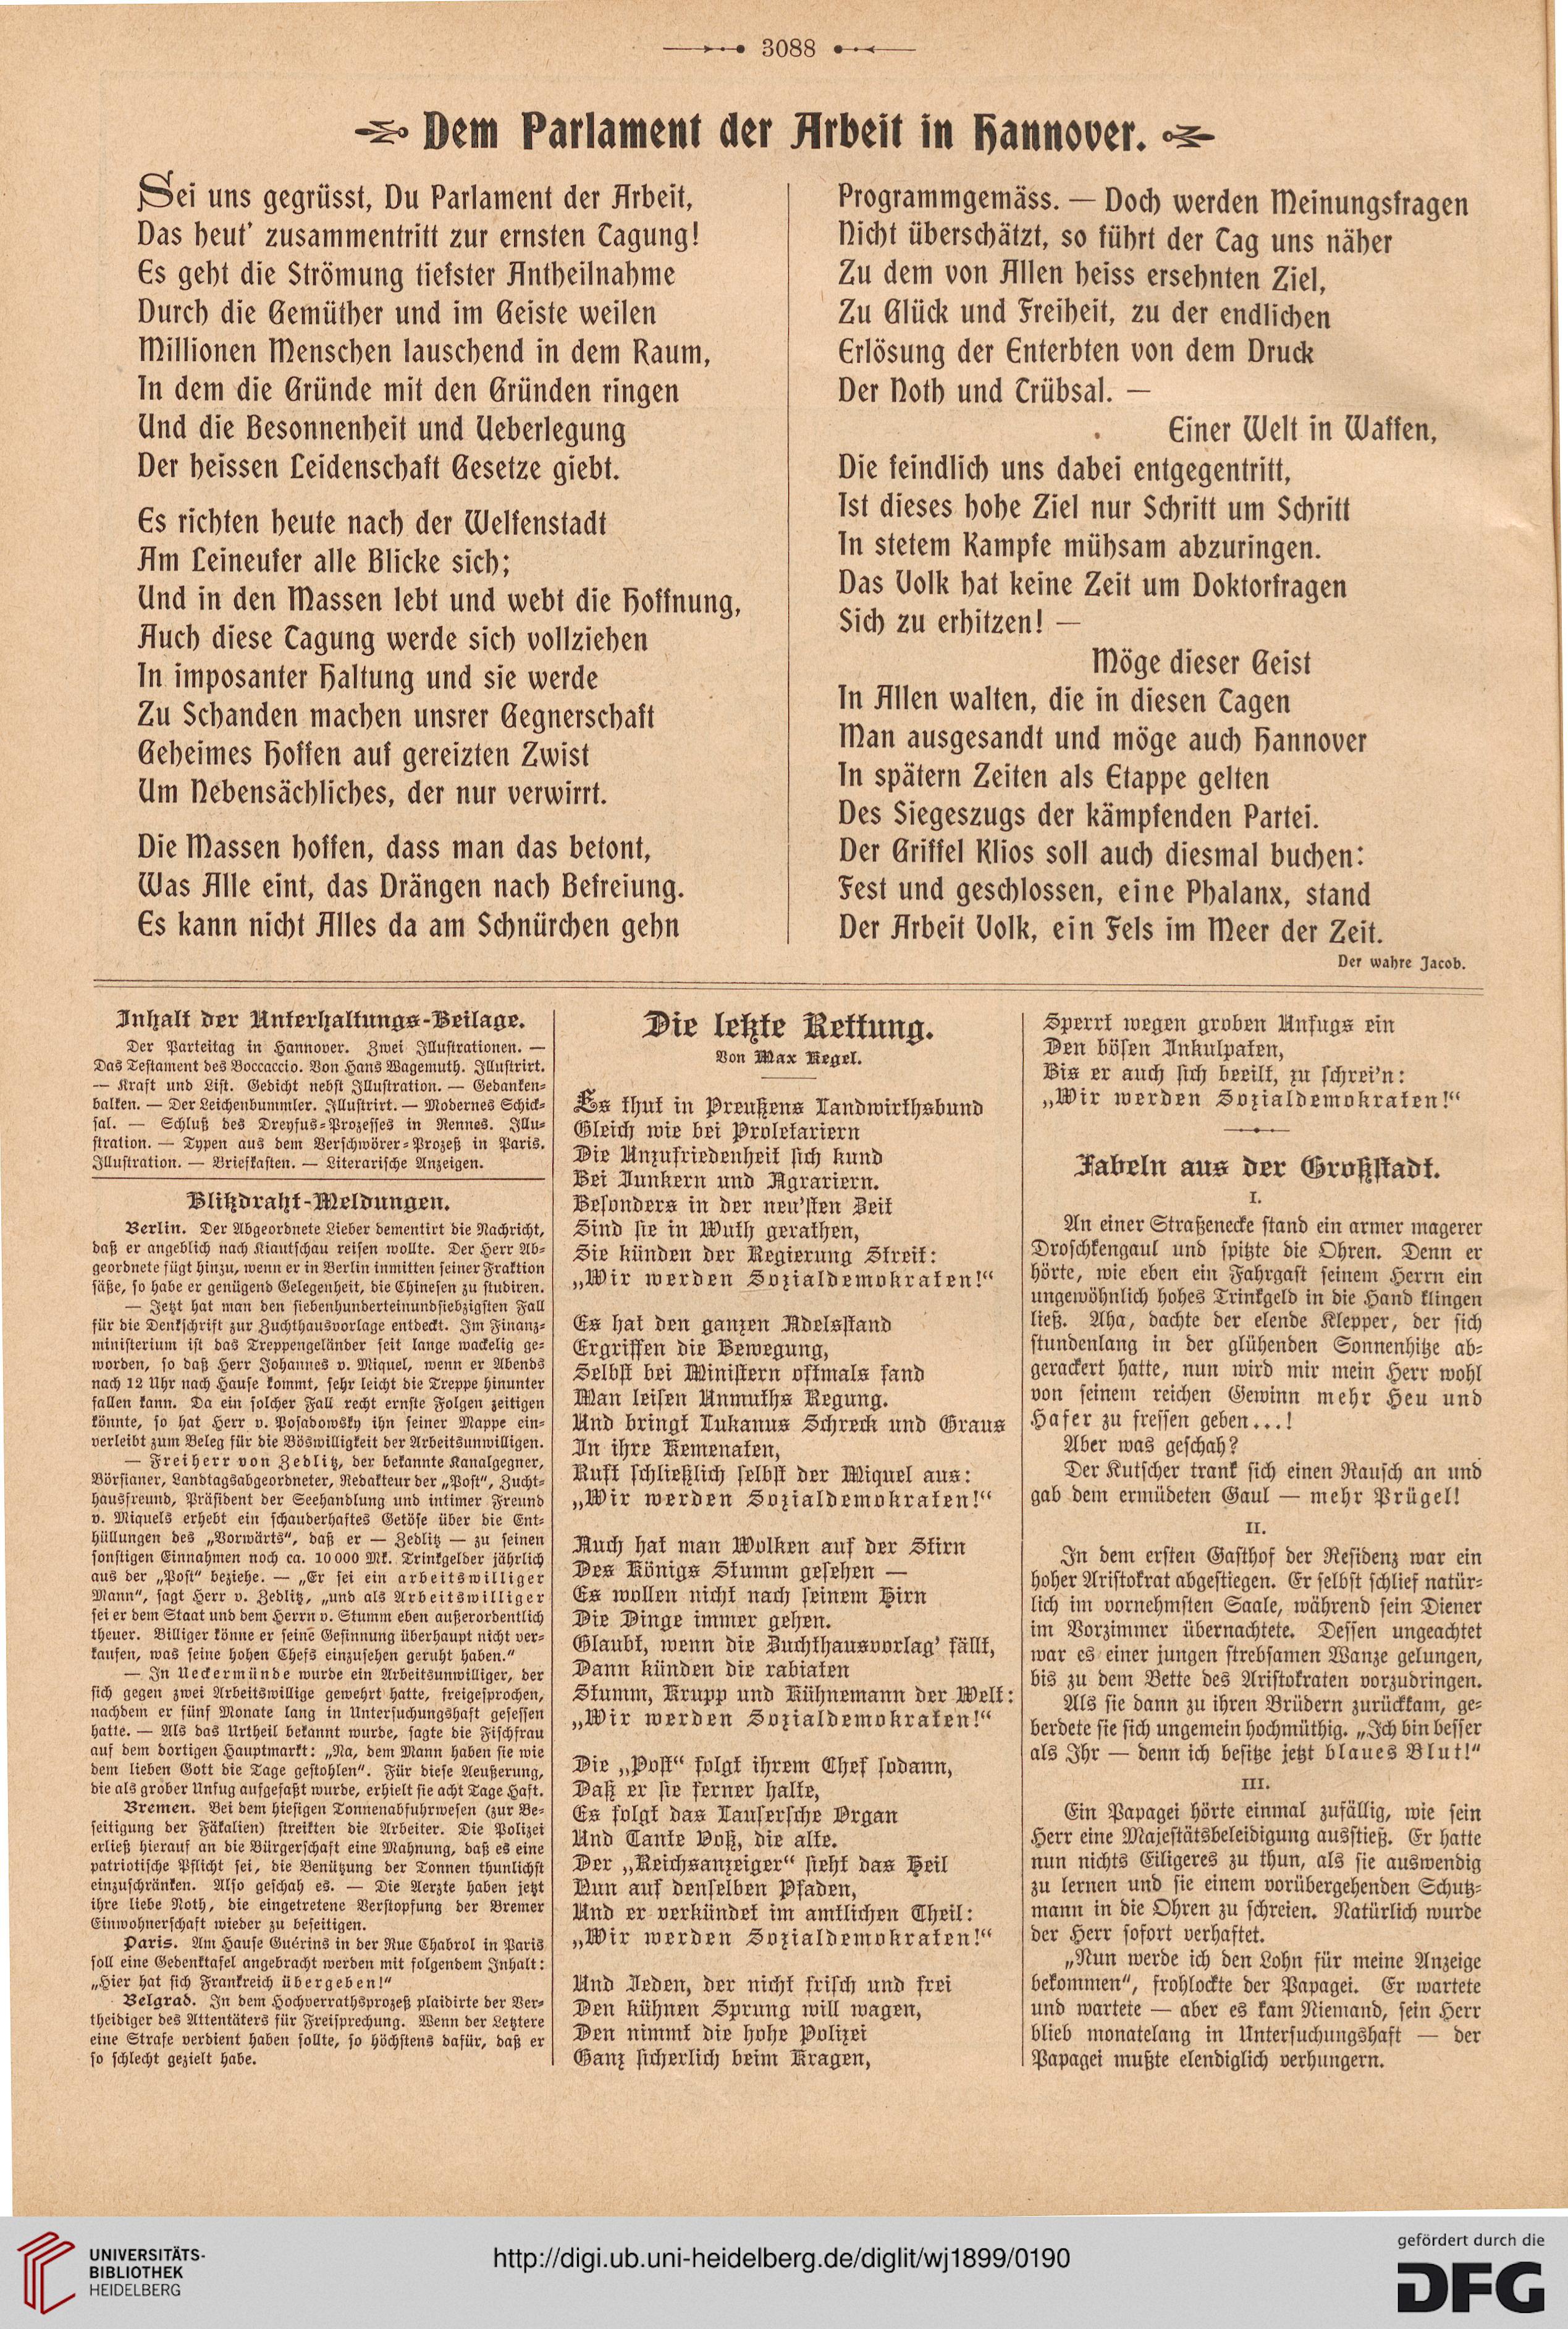 3088
Dem Parlament der Arbeit in Hannover.
Sei uns gegrüsst, Du Parlament der Arbeit,
Das heut' zusammentritt zur ernsten Tagung!
Es geht die Strömung tiefster Antheilnahme
Durch die Gemüther und im Geiste weilen
Millionen Menschen lauschend in dem Raum,
In dem die Gründe mit den Gründen ringen
Und die Besonnenheit und Ueberlegung
Der heissen Leidenschaft Gesetze giebt.
Es richten heute nach der Welfenstadt
Am Leineufer alle Blicke sich;
Und in den Massen lebt und webt die Hoffnung,
Auch diese Tagung werde sich vollziehen
In imposanter Haltung und sie werde
Zu Schanden machen unsrer Gegnerschaft
Geheimes Hoffen auf gereizten Zwist
Um Nebensächliches, der nur verwirrt.
Die Massen hoffen, dass man das betont,
Was Alle eint, das Drängen nach Befreiung.
Es kann nicht Alles da am Schnürchen gehn
Programmgemäss. — Doch werden Meinungsfragen
Nicht überschätzt, so führt der Tag uns näher
Zu dem von Allen heiss ersehnten Ziel,
Zu Glück und Freiheit, zu der endlichen
Erlösung der Enterbten von dem Druck
Der Noth und Trübsal. —
Einer Welt in Waffen,
Die feindlich uns dabei entgegentritt,
Ist dieses hohe Ziel nur Schritt um Schritt
In stetem Kampfe mühsam abzuringen.
Das Volk hat keine Zeit um Doktorfragen
Sich zu erhitzen! —
Möge dieser Geist
In Allen walten, die in diesen Tagen
Man ausgesandt und möge auch Hannover
In spätern Zeiten als Etappe gelten
Des Siegeszugs der kämpfenden Partei.
Der Griffel Klios soll auch diesmal buchen:
Fest und geschlossen, eine Phalanx, stand
Der Arbeit Volk, ein Fels im Meer der Zeit.
Der wahre Jacob.
Inhalt der Unterhaltungs-Beilage.
Der Parteitag in Hannover. Zwei Illustrationen. —
Das Testament des Boccaccio. Von Hans Wagemuth. Illustrirt.
— Kraft und List. Gedicht nebst Illustration. — Gedanken-
balken. — Der Leichenbummler. Illustrirt. — Modernes Schick-
sal. — Schluß des Dreyfus-Prozesses in Rennes. Illu-
stration. — Typen aus dem Verschwörer-Prozeß in Paris.
Illustration. — Briefkasten. — Literarische Anzeigen.
Blitzdraht-Meldungen.
Berlin. Der Abgeordnete Lieber dementirt die Nachricht,
daß er angeblich nach Kiautschau reisen wollte. Der Herr Ab-
geordnete fügt hinzu, wenn er in Berlin inmitten seiner Fraktion
säße, so habe er genügend Gelegenheit, die Chinesen zu studiren.
— Jetzt hat man den siebenhunderteinundsiebzigsten Fall
für die Denkschrift zur Zuchthausvorlage entdeckt. Im Finanz-
ministerium ist das Treppengeländer seit lange wackelig ge-
worden, so daß Herr Johannes v. Miquel, wenn er Abends
nach 12 Uhr nach Hause kommt, sehr leicht die Treppe hinunter
fallen kann. Da ein solcher Fall recht ernste Folgen zeitigen
könnte, so hat Herr v. Posadowsky ihn seiner Mappe ein-
verleibt zum Beleg für die Böswilligkeit der Arbeitsunwilligen.
— Freiherr von Zedlitz, der bekannte Kanalgegner,
Börsianer, Landtagsabgeordneter, Redakteur der „Post“, Zucht-
hausfreund, Präsident der Seehandlung und intimer Freund
v. Miquels erhebt ein schauderhaftes Getöse über die Ent-
hüllungen des „Vorwärts“, daß er — Zedlitz — zu seinen
sonstigen Einnahmen noch ca. 10 000 Mk. Trinkgelder jährlich
aus der „Post“ beziehe. — „Er sei ein arbeitswilliger
Mann“, sagt Herr v. Zedlitz, „und als Arbeitswilliger
sei er dem Staat und dem Herrn v. Stumm eben außerordentlich
theuer. Billiger könne er seine Gesinnung überhaupt nicht ver-
kaufen, was seine hohen Chefs einzusehen geruht haben.“
— In Ueckermünde wurde ein Arbeitsunwilliger, der
sich gegen zwei Arbeitswillige gewehrt hatte, freigesprochen,
nachdem er fünf Monate lang in Untersuchungshaft gesessen
hatte. — Als das Urtheil bekannt wurde, sagte die Fischfrau
auf dem dortigen Hauptmarkt: „Na, dem Mann haben sie wie
dem lieben Gott die Tage gestohlen“. Für diese Aeußerung,
die als grober Unfug aufgefaßt wurde, erhielt sie acht Tage Haft.
Bremen. Bei dem hiesigen Tonnenabfuhrwesen (zur Be-
seitigung der Fäkalien) streikten die Arbeiter. Die Polizei
erließ hierauf an die Bürgerschaft eine Mahnung, daß es eine
patriotische Pflicht sei, die Benützung der Tonnen thunlichst
einzuschränken. Also geschah es. — Die Aerzte haben jetzt
ihre liebe Noth, die eingetretene Verstopfung der Bremer
Einwohnerschaft wieder zu beseitigen.
Paris. Am Hause Guérins in der Rue Chabrol in Paris
soll eine Gedenktafel angebracht werden mit folgendem Inhalt:
„Hier hat sich Frankreich übergeben!“
Belgrad. In dem Hochverrathsprozeß plaidirte der Ver-
theidiger des Attentäters für Freisprechung. Wenn der Letztere
eine Strafe verdient haben sollte, so höchstens dafür, daß er
so schlecht gezielt habe.
Die letzte Rettung.
Von Max Kegel.
Es thut in Preußens Landwirthsbund
Gleich wie bei Proletariern
Die Unzufriedenheit sich kund
Bei Junkern und Agrariern.
Besonders in der neu'sten Zeit
Sind sie in Wuth gerathen,
Sie künden der Regierung Streit:
„Wir werden Sozialdemokraten!“
Es hat den ganzen Adelsstand
Ergriffen die Bewegung,
Selbst bei Ministern oftmals fand
Man leisen Unmuths Regung.
Und bringt Lukanus Schreck und Graus
In ihre Kemenaten,
Ruft schließlich selbst der Miquel aus:
„Wir werden Sozialdemokraten!“
Auch hat man Wolken auf der Stirn
Des Königs Stumm gesehen —
Es wollen nicht nach seinem Hirn
Die Dinge immer gehen.
Glaubt, wenn die Zuchthausvorlag' fällt,
Dann künden die rabiaten
Stumm, Krupp und Kühnemann der Welt:
„Wir werden Sozialdemokraten!“
Die „Post“ folgt ihrem Chef sodann,
Daß er sie ferner halte,
Es folgt das Lausersche Organ
Und Tante Voß, die alte.
Der „Reichsanzeiger“ sieht das Heil
Nun auf denselben Pfaden,
Und er verkündet im amtlichen Theil:
„Wir werden Sozialdemokraten!“
Und Jeden, der nicht frisch und frei
Den kühnen Sprung will wagen,
Den nimmt die hohe Polizei
Ganz sicherlich beim Kragen,
Sperrt wegen groben Unfugs ein
Den bösen Inkulpaten,
Bis er auch sich beeilt, zu schrei'n:
„Wir werden Sozialdemokraten!“
Fabeln aus der Großstadt.
I.
An einer Straßenecke stand ein armer magerer
Droschkengaul und spitzte die Ohren. Denn er
hörte, wie eben ein Fahrgast seinem Herrn ein
ungewöhnlich hohes Trinkgeld in die Hand klingen
ließ. Aha, dachte der elende Klepper, der sich
stundenlang in der glühenden Sonnenhitze ab-
gerackert hatte, nun wird mir mein Herr wohl
von seinem reichen Gewinn mehr Heu und
Hafer zu fressen geben...!
Aber was geschah?
Der Kutscher trank sich einen Rausch an und
gab dem ermüdeten Gaul — mehr Prügel!
II.
In dem ersten Gasthof der Residenz war ein
hoher Aristokrat abgestiegen. Er selbst schlief natür-
lich im vornehmsten Saale, während sein Diener
im Vorzimmer übernachtete. Dessen ungeachtet
war es einer jungen strebsamen Wanze gelungen,
bis zu dem Bette des Aristokraten vorzudringen.
Als sie dann zu ihren Brüdern zurückkam, ge-
berdete sie sich ungemein hochmüthig. „Ich bin besser
als Ihr — denn ich besitze jetzt blaues Blut!“
III.
Ein Papagei hörte einmal zufällig, wie sein
Herr eine Majestätsbeleidigung ausstieß. Er hatte
nun nichts Eiligeres zu thun, als sie auswendig
zu lernen und sie einem vorübergehenden Schutz-
mann in die Ohren zu schreien. Natürlich wurde
der Herr sofort verhaftet.
„Nun werde ich den Lohn für meine Anzeige
bekommen“, frohlockte der Papagei. Er wartete
und wartete — aber es kam Niemand, sein Herr
blieb monatelang in Untersuchungshaft — der
Papagei mußte elendiglich verhungern.
UNIVERSITÄTS-
BIBLIOTHEK
HEIDELBERG
http://digi.ub.uni-heidelberg.de/diglit/wj1899/0190
gefördert durch die
DFG